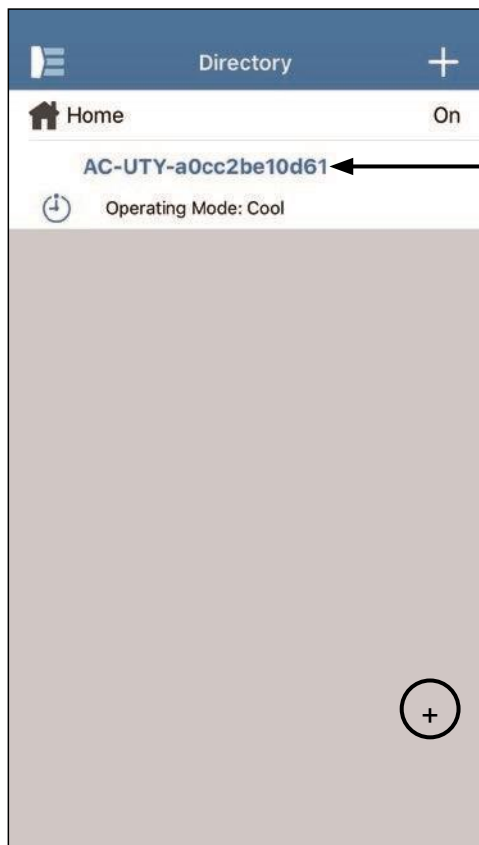 Directory +
Home On
AC-UTY-a0cc2be10d61
Operating Mode: Cool
+